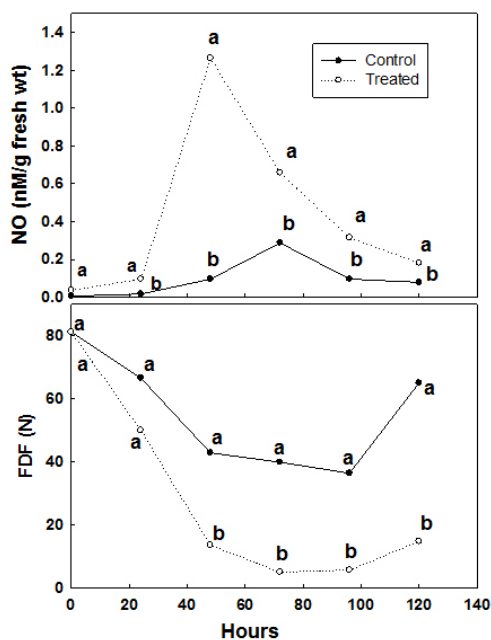 1.4
1.2
1.0
0.8
0.6
0.4
0.2
0.0
NO (nM/g fresh wt)
Control
Treated
a
a
a
a
a
a
b
b
b
b
b
80
60
40
20
0
FDF (N)
a
a
a
a
a
a
a
a
b
b
b
b
0 20 40 60 80 100 120 140
Hours